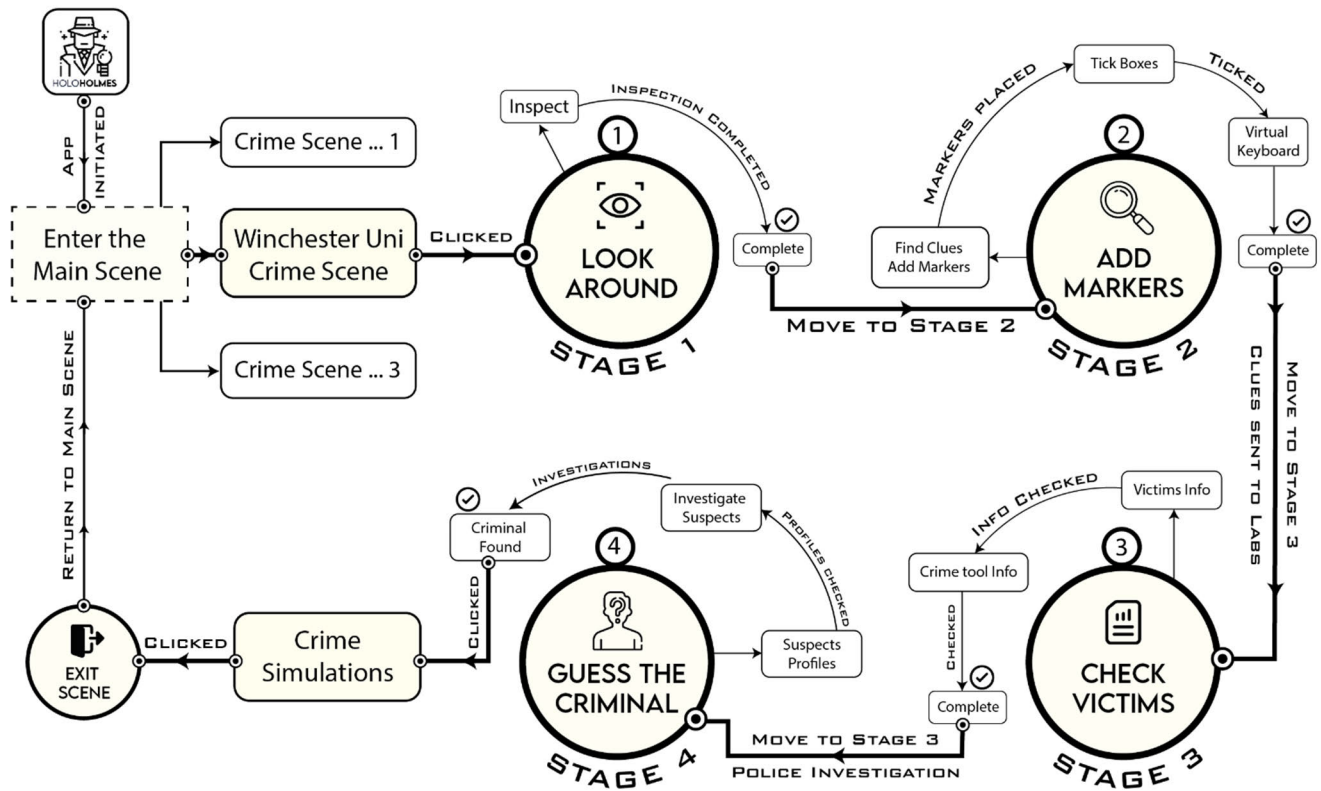 HOLOHOLMES
APP
INITIATED
Enter the
Main Scene
Crime Scene ... 1
Winchester Uni
Crime Scene
Crime Scene ... 3
CLICKED
Inspect
INSPECTION COMPLETED
1
LOOK
AROUND
STAGE 1
Complete
MOVE TO STAGE 2
Find Clues
Add Markers
MARKERS PLACED
Tick Boxes
TICKED
Virtual
Keyboard
Complete
2
ADD
MARKERS
STAGE 2
MOVE TO STAGE 3
CLUES SENT TO LABS
3
CHECK
VICTIMS
STAGE 3
Victims Info
INFO CHECKED
Crime tool Info
CHECKED
Complete
MOVE TO STAGE 3
POLICE INVESTIGATION
4
GUESS THE
CRIMINAL
STAGE 4
Suspects
Profiles
PROFILES CHECKED
Investigate
Suspects
INVESTIGATIONS
Criminal
Found
CLICKED
Crime
Simulations
CLICKED
EXIT
SCENE
RETURN TO MAIN SCENE